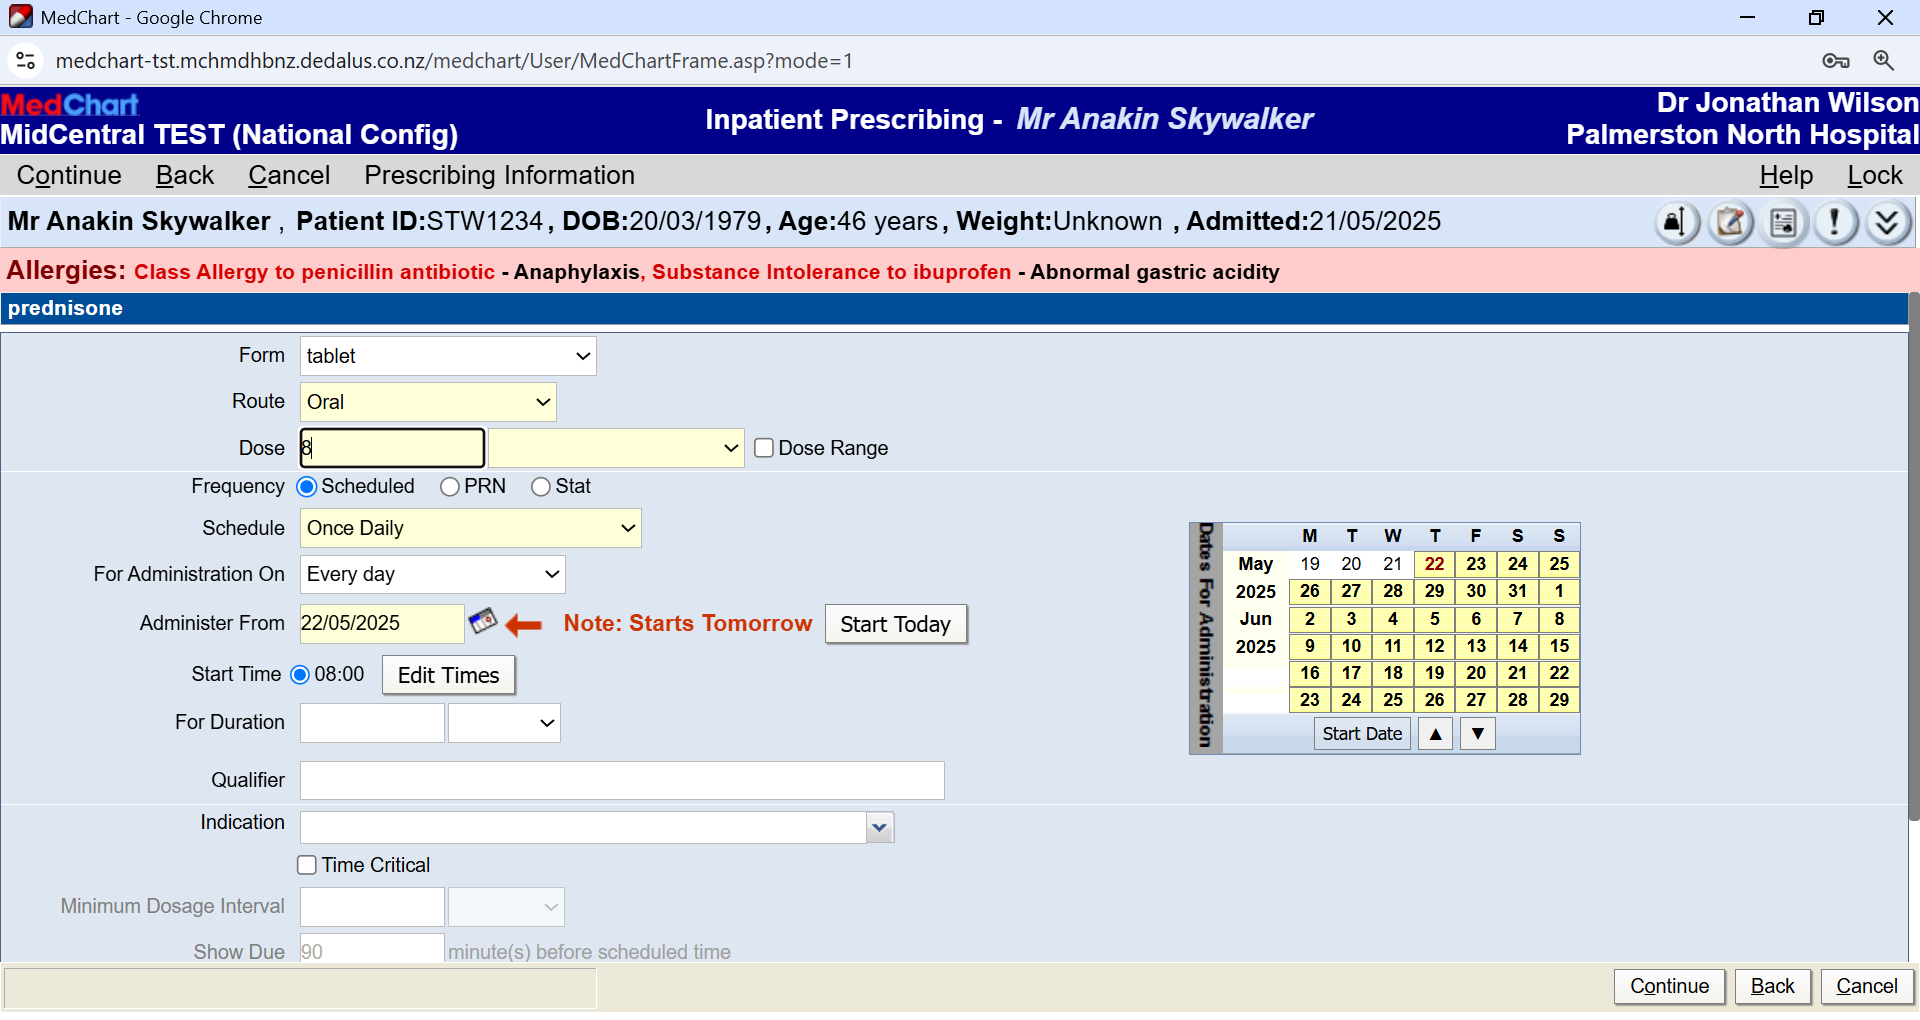 MedChart - Google Chrome
medchart-tst.mchmdhbnz.dedalus.co.nz/medchart/User/MedChartFrame.asp?mode=1
MedChart
MidCentral TEST (National Config)
Inpatient Prescribing - Mr Anakin Skywalker
Dr Jonathan Wilson
Palmerston North Hospital
Continue Back Cancel Prescribing Information Help Lock
Mr Anakin Skywalker , Patient ID:STW1234, DOB:20/03/1979, Age:46 years, Weight:Unknown , Admitted:21/05/2025
Allergies: Class Allergy to penicillin antibiotic - Anaphylaxis, Substance Intolerance to ibuprofen - Abnormal gastric acidity
prednisone
Form tablet
Route Oral
Dose 8 Dose Range
Frequency Scheduled PRN Stat
Schedule Once Daily
For Administration On Every day
Administer From 22/05/2025 Note: Starts Tomorrow Start Today
Start Time 08:00 Edit Times
For Duration
Qualifier
Indication
Time Critical
Minimum Dosage Interval
Show Due 90 minute(s) before scheduled time
Dates For Administration
M T W T F S S
May 19 20 21 22 23 24 25
2025 26 27 28 29 30 31 1
Jun 2 3 4 5 6 7 8
2025 9 10 11 12 13 14 15
16 17 18 19 20 21 22
23 24 25 26 27 28 29
Start Date ▲ ▼
Continue Back Cancel